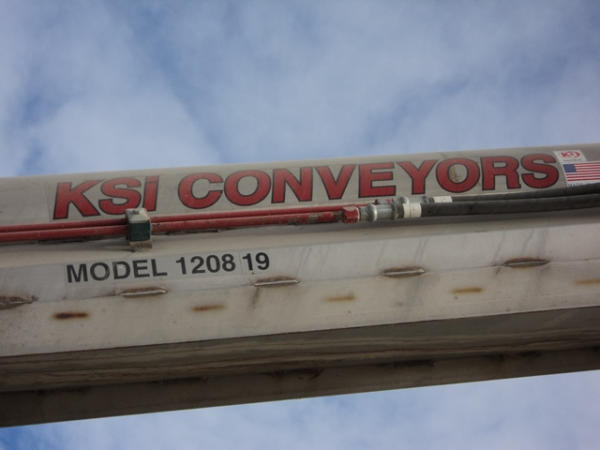 KSI CONVEYORS
MODEL 1208 19